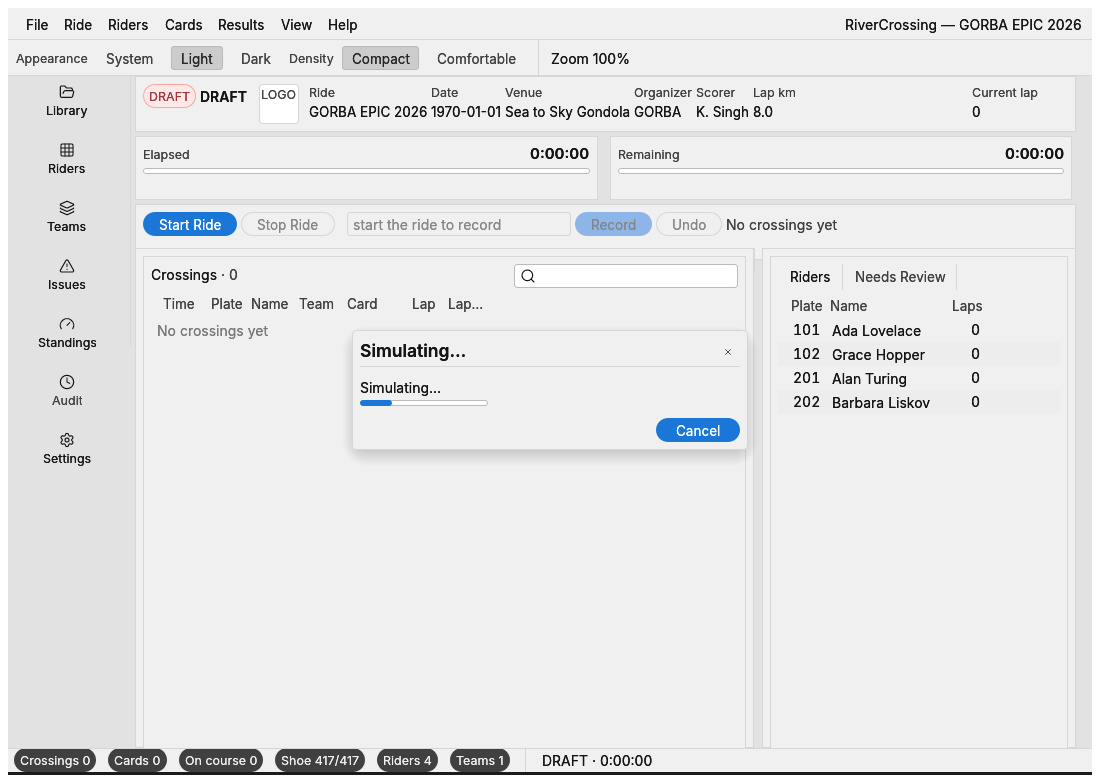 File Ride Riders Cards Results View Help RiverCrossing — GORBA EPIC 2026
Appearance System Light Dark Density Compact Comfortable Zoom 100%
Library
Riders
Teams
Issues
Standings
Audit
Settings
DRAFT DRAFT LOGO
Ride Date Venue Organizer Scorer Lap km Current lap
GORBA EPIC 2026 1970-01-01 Sea to Sky Gondola GORBA K. Singh 8.0 0
Elapsed 0:00:00 Remaining 0:00:00
Start Ride Stop Ride start the ride to record Record Undo No crossings yet
Crossings · 0
Time Plate Name Team Card Lap Lap...
No crossings yet
Simulating... ×
Simulating...
Cancel
Riders Needs Review
Plate Name Laps
101 Ada Lovelace 0
102 Grace Hopper 0
201 Alan Turing 0
202 Barbara Liskov 0
Crossings 0 Cards 0 On course 0 Shoe 417/417 Riders 4 Teams 1 DRAFT · 0:00:00